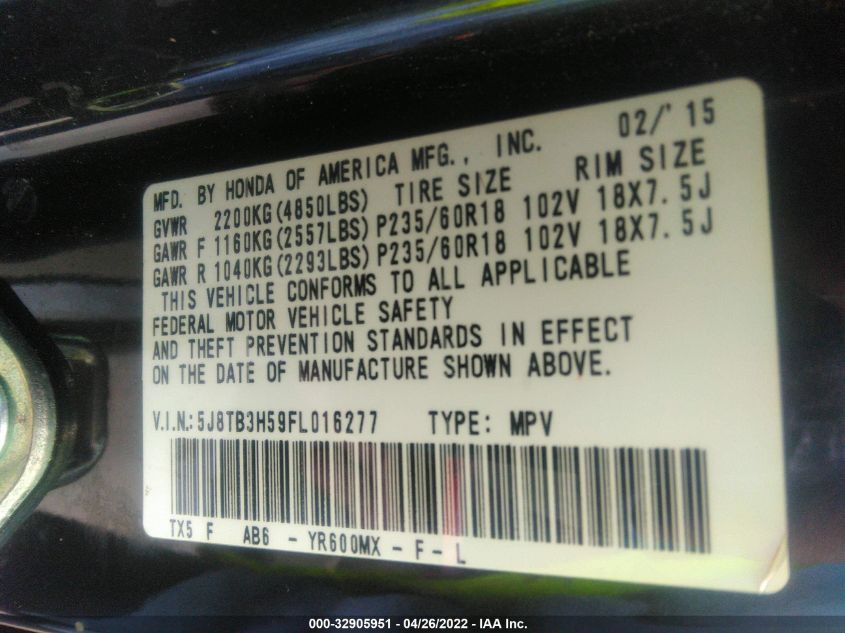 MFD. BY HONDA OF AMERICA MFG., INC. 02/'15
GVWR 2200KG(4850LBS) TIRE SIZE RIM SIZE
GAWR F 1160KG(2557LBS) P235/60R18 102V 18X7.5J
GAWR R 1040KG(2293LBS) P235/60R18 102V 18X7.5J
THIS VEHICLE CONFORMS TO ALL APPLICABLE
FEDERAL MOTOR VEHICLE SAFETY
AND THEFT PREVENTION STANDARDS IN EFFECT
ON THE DATE OF MANUFACTURE SHOWN ABOVE.
V.I.N.: 5J8TB3H59FL016277 TYPE: MPV
TX5 F AB6 - YR600MX - F - L
000-32905951 - 04/26/2022 - IAA Inc.